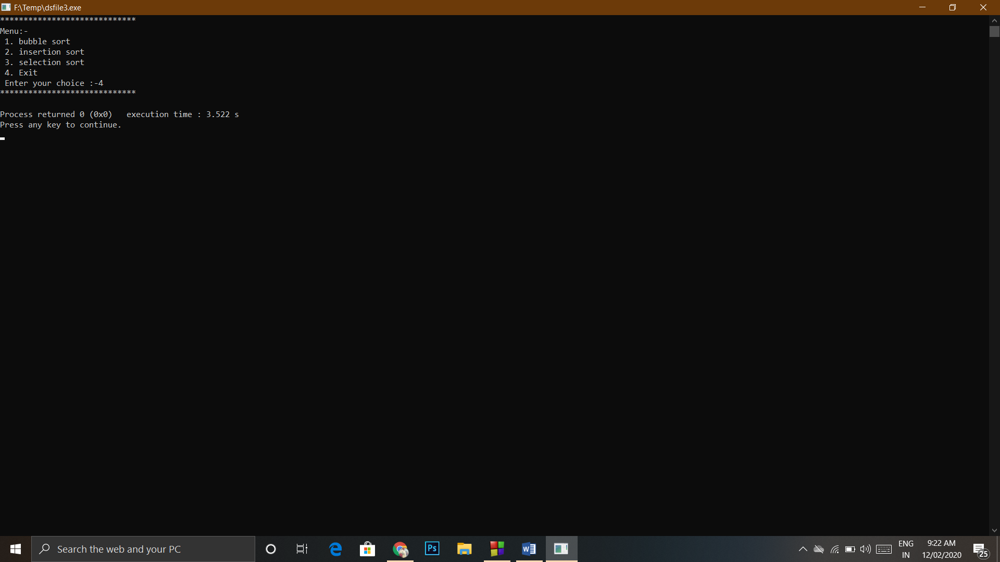 F:\Temp\dsfile3.exe
*****************************
Menu:-
 1. bubble sort
 2. insertion sort
 3. selection sort
 4. Exit
 Enter your choice :-4
*****************************
Process returned 0 (0x0)   execution time : 3.522 s
Press any key to continue.
Search the web and your PC
Ps
W
ENG
IN
9:22 AM
12/02/2020
25